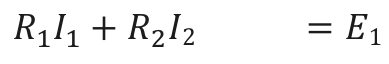 R₁I₁ + R₂I₂ = E₁